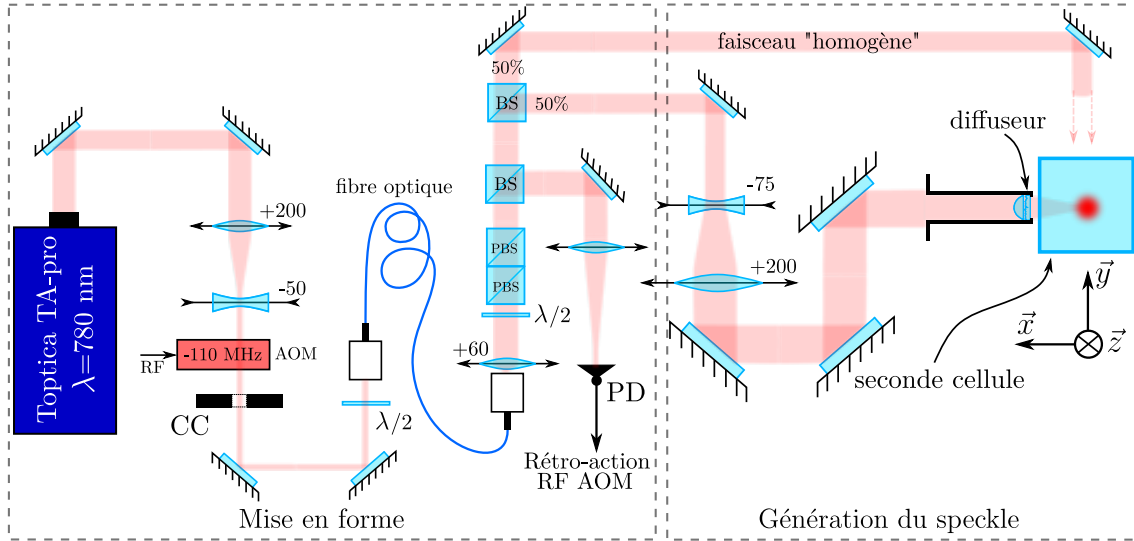 faisceau "homogène"
50%
BS
50%
diffuseur
fibre optique
BS
-75
+200
PBS
PBS
+200
-50
λ/2
y⃗
x⃗
z⃗
Toptica TA-pro
λ=780 nm
RF
-110 MHz
AOM
+60
seconde cellule
PD
CC
λ/2
Rétro-action
RF AOM
Mise en forme
Génération du speckle